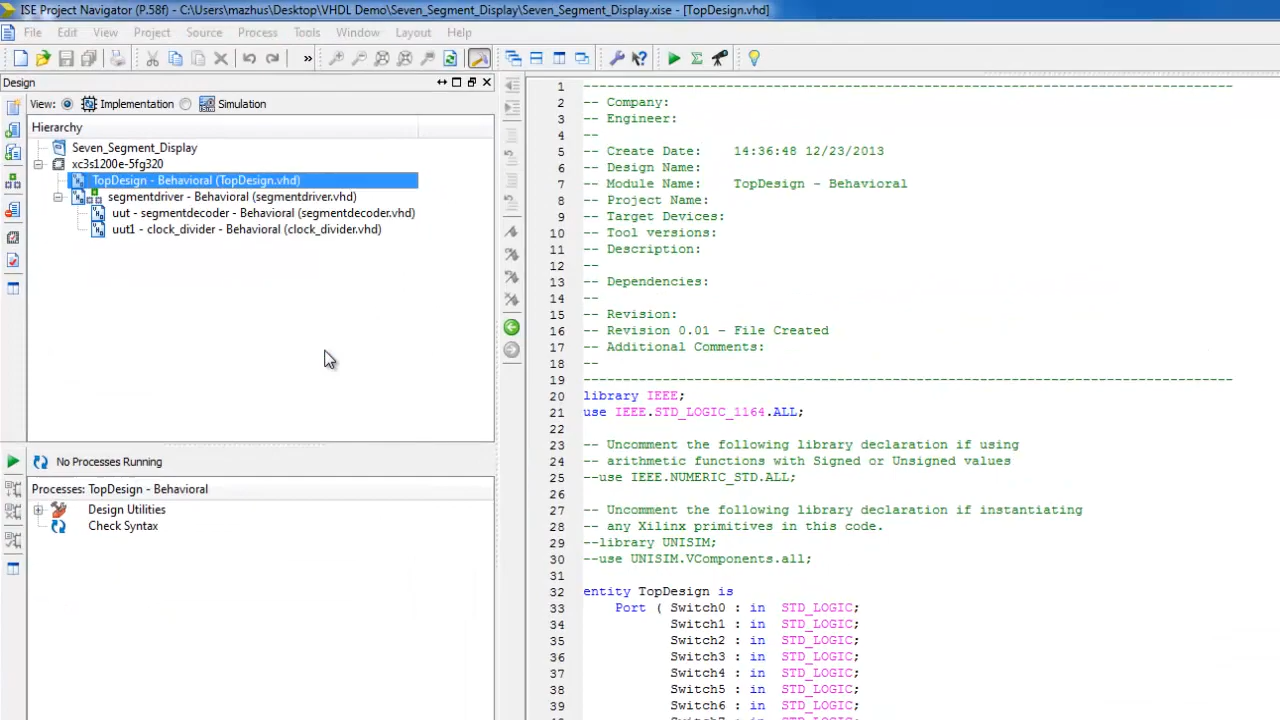 ISE Project Navigator (P.58f) - C:\Users\mazhus\Desktop\VHDL Demo\Seven_Segment_Display\Seven_Segment_Display.xise - [TopDesign.vhd]
File Edit View Project Source Process Tools Window Layout Help
»
Design
View: Implementation Simulation
Hierarchy
Seven_Segment_Display
xc3s1200e-5fg320
TopDesign - Behavioral (TopDesign.vhd)
segmentdriver - Behavioral (segmentdriver.vhd)
uut - segmentdecoder - Behavioral (segmentdecoder.vhd)
uut1 - clock_divider - Behavioral (clock_divider.vhd)
No Processes Running
Processes: TopDesign - Behavioral
Design Utilities
Check Syntax
1 --------------------------------------------------------------------------------
2 -- Company:
3 -- Engineer:
4 --
5 -- Create Date:    14:36:48 12/23/2013
6 -- Design Name:
7 -- Module Name:    TopDesign - Behavioral
8 -- Project Name:
9 -- Target Devices:
10 -- Tool versions:
11 -- Description:
12 --
13 -- Dependencies:
14 --
15 -- Revision:
16 -- Revision 0.01 - File Created
17 -- Additional Comments:
18 --
19 --------------------------------------------------------------------------------
20 library IEEE;
21 use IEEE.STD_LOGIC_1164.ALL;
22
23 -- Uncomment the following library declaration if using
24 -- arithmetic functions with Signed or Unsigned values
25 --use IEEE.NUMERIC_STD.ALL;
26
27 -- Uncomment the following library declaration if instantiating
28 -- any Xilinx primitives in this code.
29 --library UNISIM;
30 --use UNISIM.VComponents.all;
31
32 entity TopDesign is
33     Port ( Switch0 : in  STD_LOGIC;
34            Switch1 : in  STD_LOGIC;
35            Switch2 : in  STD_LOGIC;
36            Switch3 : in  STD_LOGIC;
37            Switch4 : in  STD_LOGIC;
38            Switch5 : in  STD_LOGIC;
39            Switch6 : in  STD_LOGIC;